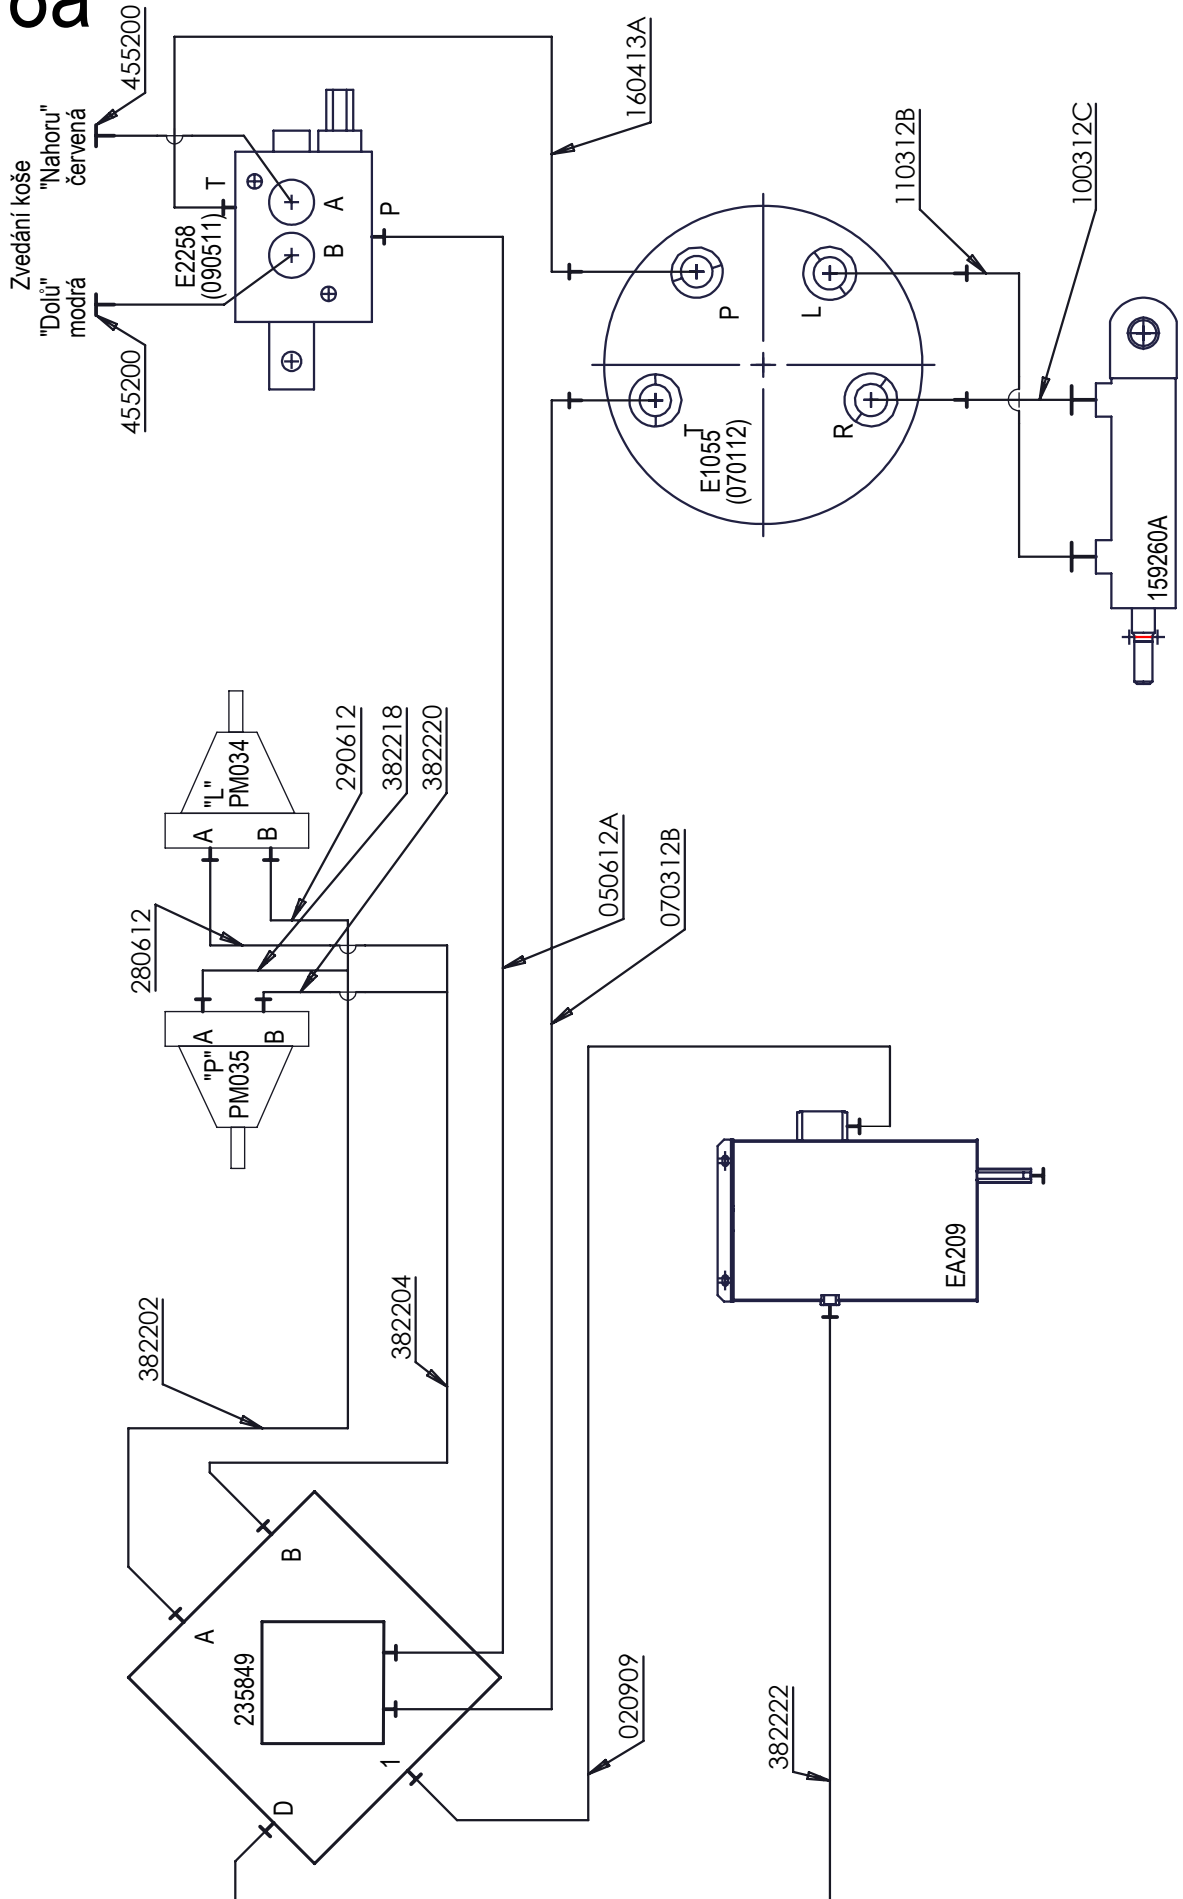 8a
Zvedání koše
"Dolů"
modrá
"Nahoru"
červená
455200
455200
E2258
(090511)
T
A
B
P
160413A
110312B
100312C
P
L
T
R
E1055
(070112)
159260A
"L"
PM034
A
B
290612
382218
382220
280612
"P"
PM035
A
B
050612A
070312B
382202
382204
EA209
A
B
D
1
235849
020909
382222